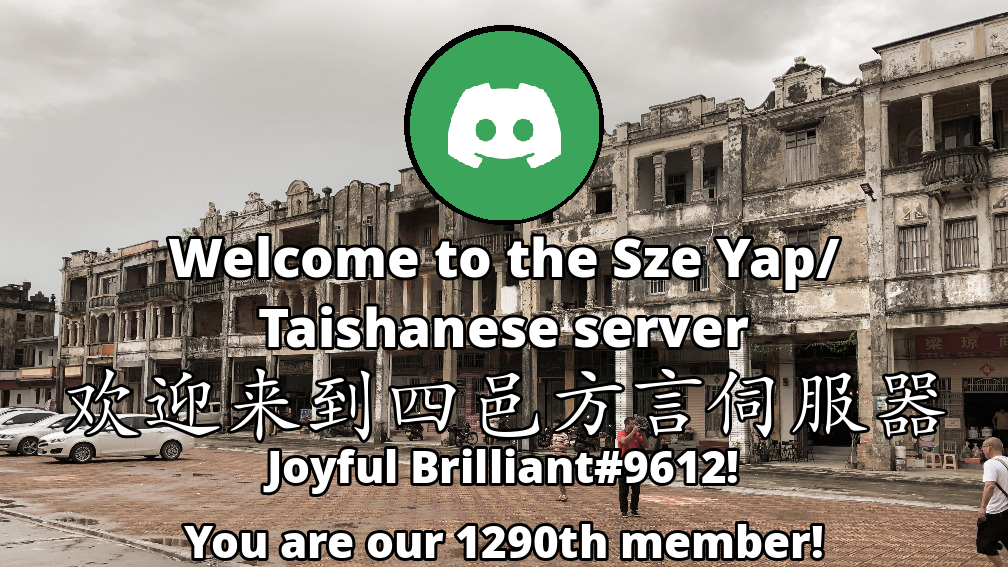 Welcome to the Sze Yap/
Taishanese server
欢迎来到四邑方言伺服器
Joyful Brilliant#9612!
You are our 1290th member!